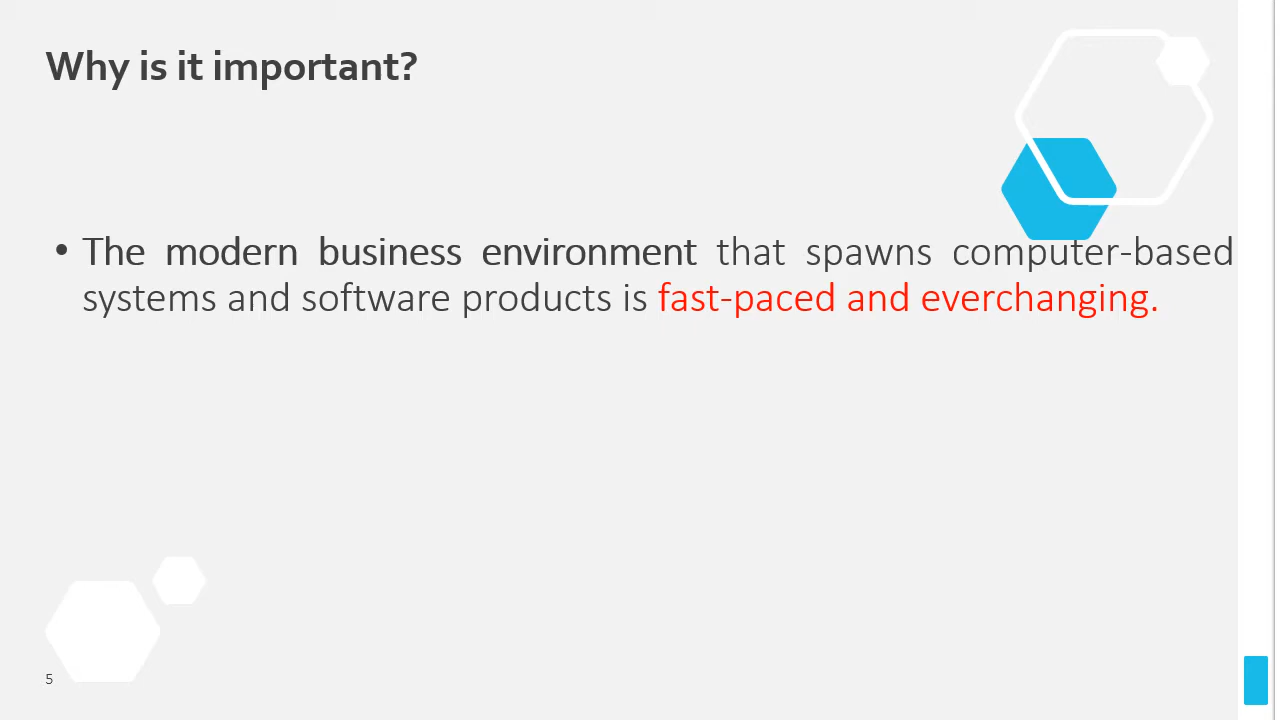 Why is it important?
• The modern business environment that spawns computer-based
systems and software products is fast-paced and everchanging.
5